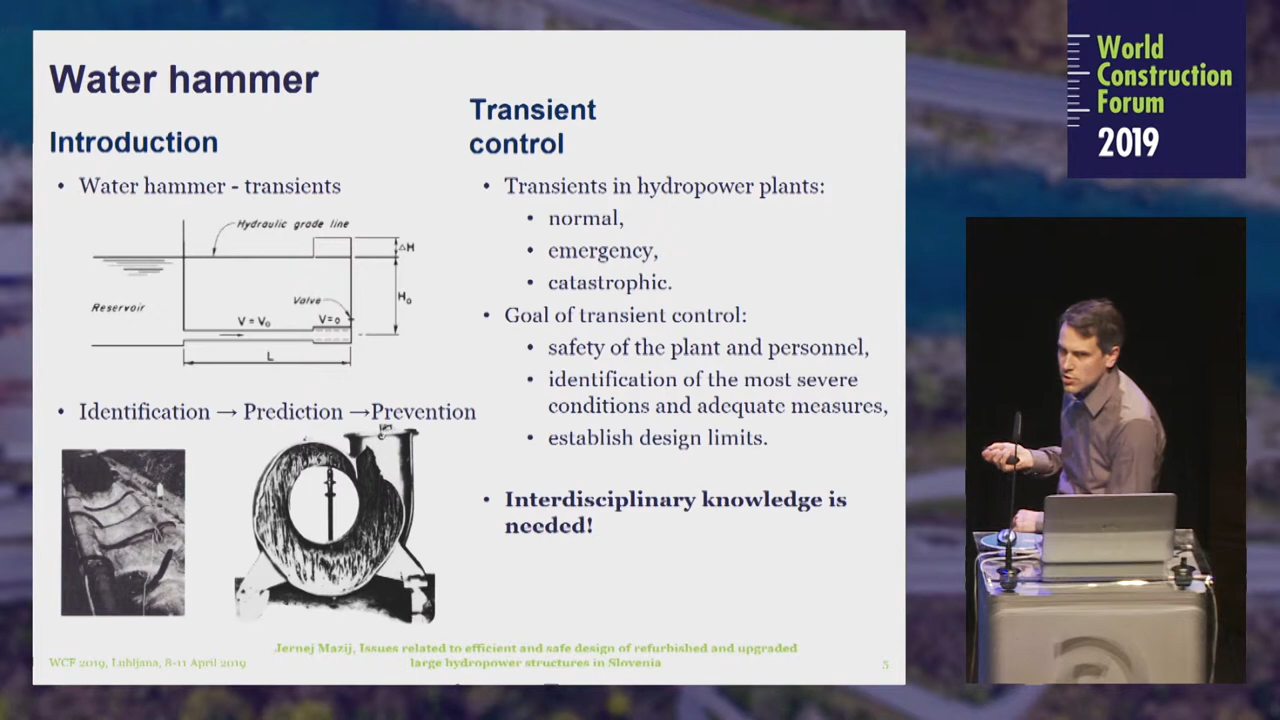 Water hammer
Introduction
• Water hammer - transients
Hydraulic grade line
ΔH
H₀
Reservoir
Valve
V = V₀
V=0
L
• Identification → Prediction →Prevention
Transient
control
• Transients in hydropower plants:
• normal,
• emergency,
• catastrophic.
• Goal of transient control:
• safety of the plant and personnel,
• identification of the most severe
conditions and adequate measures,
• establish design limits.
• Interdisciplinary knowledge is
needed!
WCF 2019, Luhljana, 8-11 April 2019
Jernej Mazij, Issues related to efficient and safe design of refurbished and upgraded
large hydropower structures in Slovenia
5
World
Construction
Forum
2019